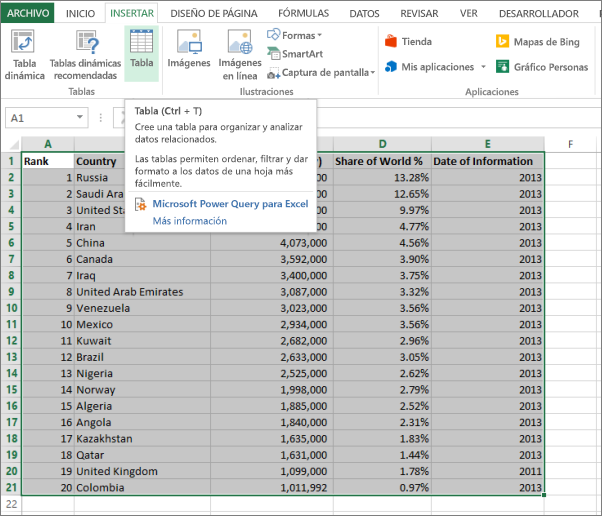 ARCHIVO INICIO INSERTAR DISEÑO DE PÁGINA FÓRMULAS DATOS REVISAR VER DESARROLLADOR
Tabla dinámica
Tablas dinámicas recomendadas
Tabla
Tablas
Imágenes
Imágenes en línea
Formas
SmartArt
Captura de pantalla
Ilustraciones
Tienda
Mis aplicaciones
Mapas de Bing
Gráfico Personas
Aplicaciones
A1
Tabla (Ctrl + T)
Cree una tabla para organizar y analizar
datos relacionados.
Las tablas permiten ordenar, filtrar y dar
formato a los datos de una hoja más
fácilmente.
Microsoft Power Query para Excel
Más información
A B D E F
1 Rank Country Share of World % Date of Information
2 1 Russia 13.28% 2013
3 2 Saudi Ara 12.65% 2013
4 3 United Sta 9.97% 2013
5 4 Iran 4.77% 2013
6 5 China 4,073,000 4.56% 2013
7 6 Canada 3,592,000 3.90% 2013
8 7 Iraq 3,400,000 3.75% 2013
9 8 United Arab Emirates 3,087,000 3.32% 2013
10 9 Venezuela 3,023,000 3.56% 2013
11 10 Mexico 2,934,000 3.56% 2013
12 11 Kuwait 2,682,000 2.96% 2013
13 12 Brazil 2,633,000 3.05% 2013
14 13 Nigeria 2,525,000 2.62% 2013
15 14 Norway 1,998,000 2.79% 2013
16 15 Algeria 1,885,000 2.52% 2013
17 16 Angola 1,840,000 2.31% 2013
18 17 Kazakhstan 1,635,000 1.83% 2013
19 18 Qatar 1,631,000 1.44% 2013
20 19 United Kingdom 1,099,000 1.78% 2011
21 20 Colombia 1,011,992 0.97% 2013
22